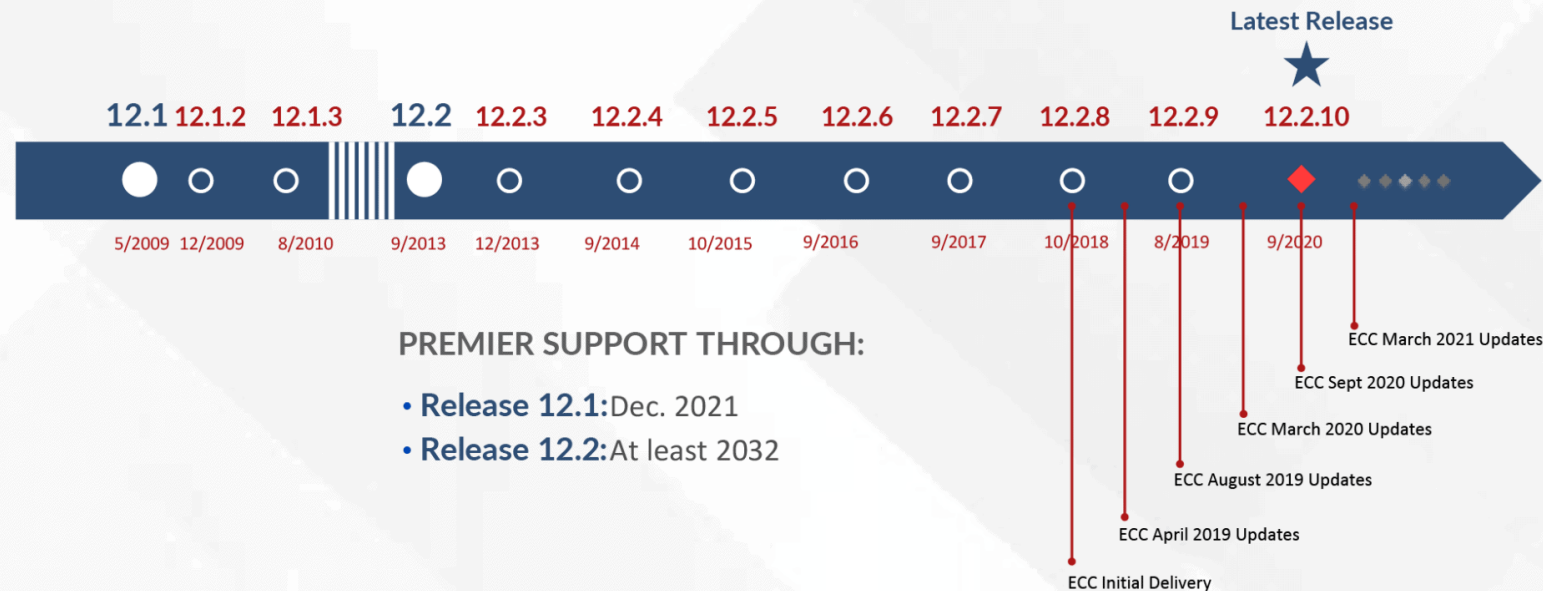 Latest Release
12.1 12.1.2 12.1.3 12.2 12.2.3 12.2.4 12.2.5 12.2.6 12.2.7 12.2.8 12.2.9 12.2.10
5/2009 12/2009 8/2010 9/2013 12/2013 9/2014 10/2015 9/2016 9/2017 10/2018 8/2019 9/2020
PREMIER SUPPORT THROUGH:
• Release 12.1:Dec. 2021
• Release 12.2:At least 2032
ECC March 2021 Updates
ECC Sept 2020 Updates
ECC March 2020 Updates
ECC August 2019 Updates
ECC April 2019 Updates
ECC Initial Delivery